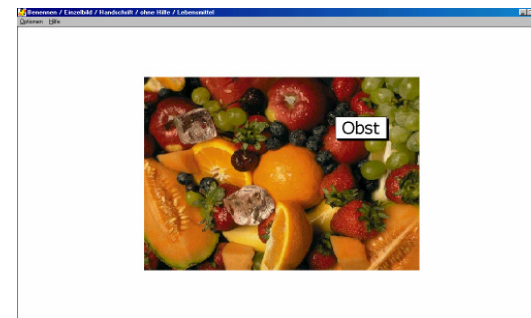 Benennen / Einzelbild / Handschrift / ohne Hilfe / Lebensmittel
Optionen Hilfe
Obst